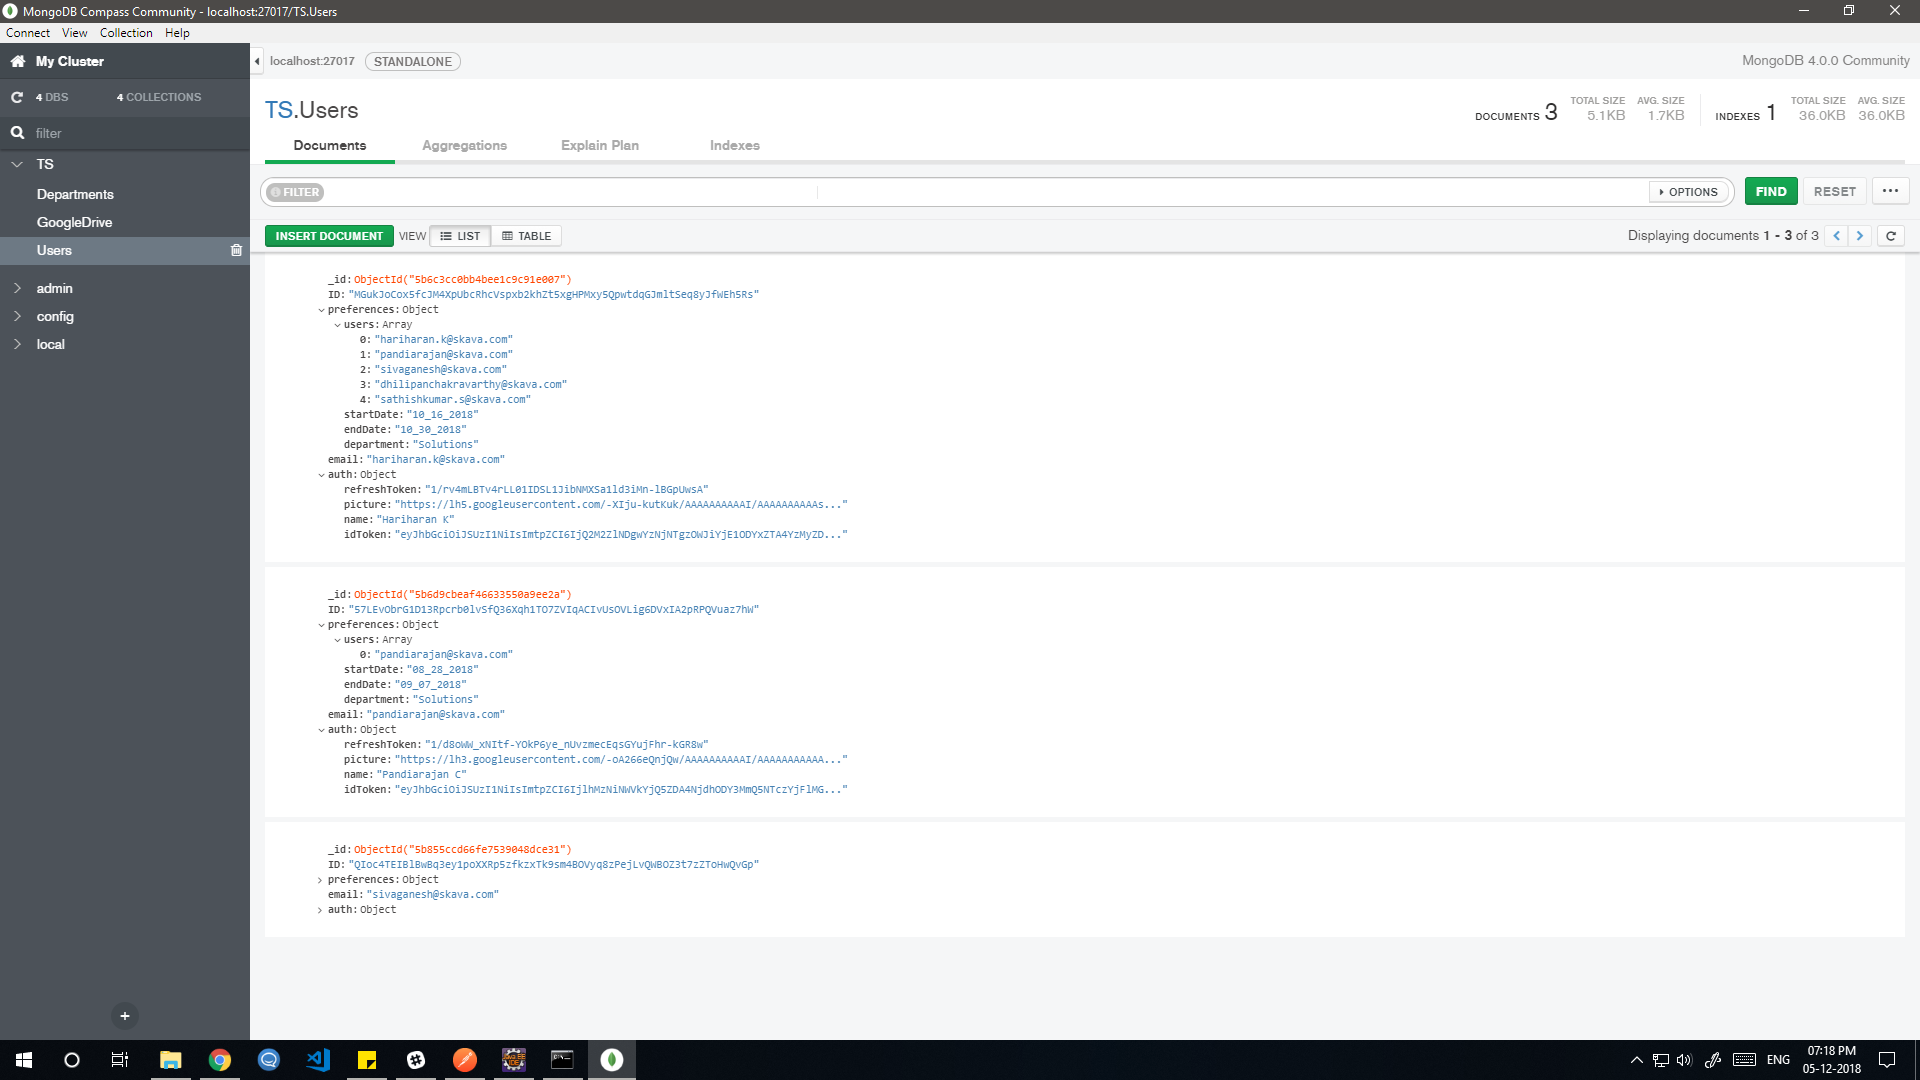 MongoDB Compass Community - localhost:27017/TS.Users
Connect View Collection Help
My Cluster
localhost:27017 STANDALONE
MongoDB 4.0.0 Community
4 DBS 4 COLLECTIONS
filter
TS
Departments
GoogleDrive
Users
admin
config
local
TS.Users
DOCUMENTS 3 TOTAL SIZE 5.1KB AVG. SIZE 1.7KB INDEXES 1 TOTAL SIZE 36.0KB AVG. SIZE 36.0KB
Documents Aggregations Explain Plan Indexes
FILTER OPTIONS FIND RESET ...
INSERT DOCUMENT VIEW LIST TABLE Displaying documents 1 - 3 of 3
_id: ObjectId("5b6c3cc0bb4bee1c9c91e007")
ID: "MGukJoCox5fcJM4XpUbcRhcVspxb2khZt5xgHPMxy5QpwtdqGJmltSeq8yJfWEh5Rs"
preferences: Object
users: Array
0: "hariharan.k@skava.com"
1: "pandiarajan@skava.com"
2: "sivaganesh@skava.com"
3: "dhilipanchakravarthy@skava.com"
4: "sathishkumar.s@skava.com"
startDate: "10_16_2018"
endDate: "10_30_2018"
department: "Solutions"
email: "hariharan.k@skava.com"
auth: Object
refreshToken: "1/rv4mLBTv4rLL01IDSL1JibNMXSa1ld3iMn-lBGpUwsA"
picture: "https://lh5.googleusercontent.com/-XIju-kutKuk/AAAAAAAAAAI/AAAAAAAAAAs..."
name: "Hariharan K"
idToken: "eyJhbGciOiJSUzI1NiIsImtpZCI6IjQ2M2ZlNDgwYzNjNTgzOWJiYjE1ODYxZTA4YzMyZD..."
_id: ObjectId("5b6d9cbeaf46633550a9ee2a")
ID: "57LEvObrG1D13Rpcrb0lvSfQ36Xqh1TO7ZVIqACIvUsOVLig6DVxIA2pRPQVuaz7hW"
preferences: Object
users: Array
0: "pandiarajan@skava.com"
startDate: "08_28_2018"
endDate: "09_07_2018"
department: "Solutions"
email: "pandiarajan@skava.com"
auth: Object
refreshToken: "1/d8oWW_xNItf-YOkP6ye_nUvzmecEqsGYujFhr-kGR8w"
picture: "https://lh3.googleusercontent.com/-oA266eQnjQw/AAAAAAAAAAI/AAAAAAAAAAA..."
name: "Pandiarajan C"
idToken: "eyJhbGciOiJSUzI1NiIsImtpZCI6IjlhMzNiNWVkYjQ5ZDA4NjdhODY3MmQ5NTczYjFlMG..."
_id: ObjectId("5b855ccd66fe7539048dce31")
ID: "QIoc4TEIBlBwBq3ey1poXXRp5zfkzxTk9sm4BOVyq8zPejLvQWBOZ3t7zZToHwQvGp"
preferences: Object
email: "sivaganesh@skava.com"
auth: Object
ENG
07:18 PM
05-12-2018